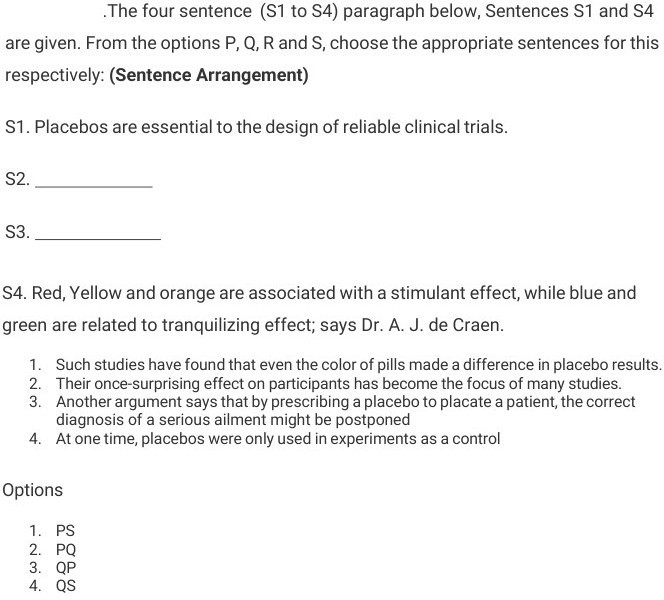 .The four sentence (S1 to S4) paragraph below, Sentences S1 and S4
are given. From the options P, Q, R and S, choose the appropriate sentences for this
respectively: (Sentence Arrangement)
S1. Placebos are essential to the design of reliable clinical trials.
S2. ______________
S3. ______________
S4. Red, Yellow and orange are associated with a stimulant effect, while blue and
green are related to tranquilizing effect; says Dr. A. J. de Craen.
1. Such studies have found that even the color of pills made a difference in placebo results.
2. Their once-surprising effect on participants has become the focus of many studies.
3. Another argument says that by prescribing a placebo to placate a patient, the correct
diagnosis of a serious ailment might be postponed
4. At one time, placebos were only used in experiments as a control
Options
1. PS
2. PQ
3. QP
4. QS